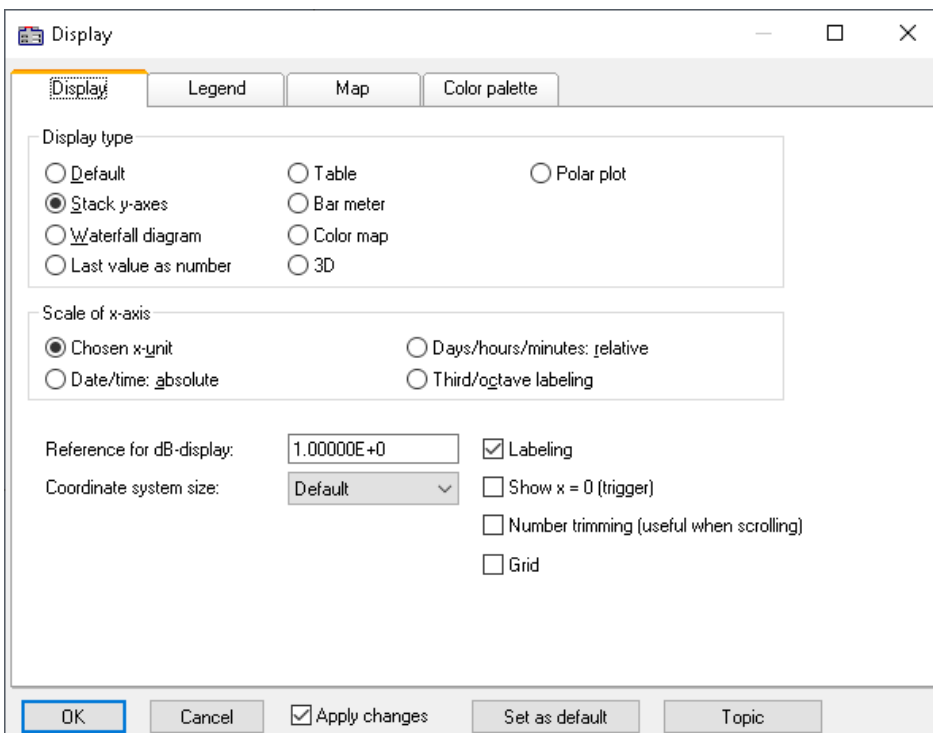 Display
Display Legend Map Color palette
Display type
Default Table Polar plot
Stack y-axes Bar meter
Waterfall diagram Color map
Last value as number 3D
Scale of x-axis
Chosen x-unit Days/hours/minutes: relative
Date/time: absolute Third/octave labeling
Reference for dB-display: 1.00000E+0 Labeling
Coordinate system size: Default Show x = 0 (trigger)
Number trimming (useful when scrolling)
Grid
OK Cancel Apply changes Set as default Topic